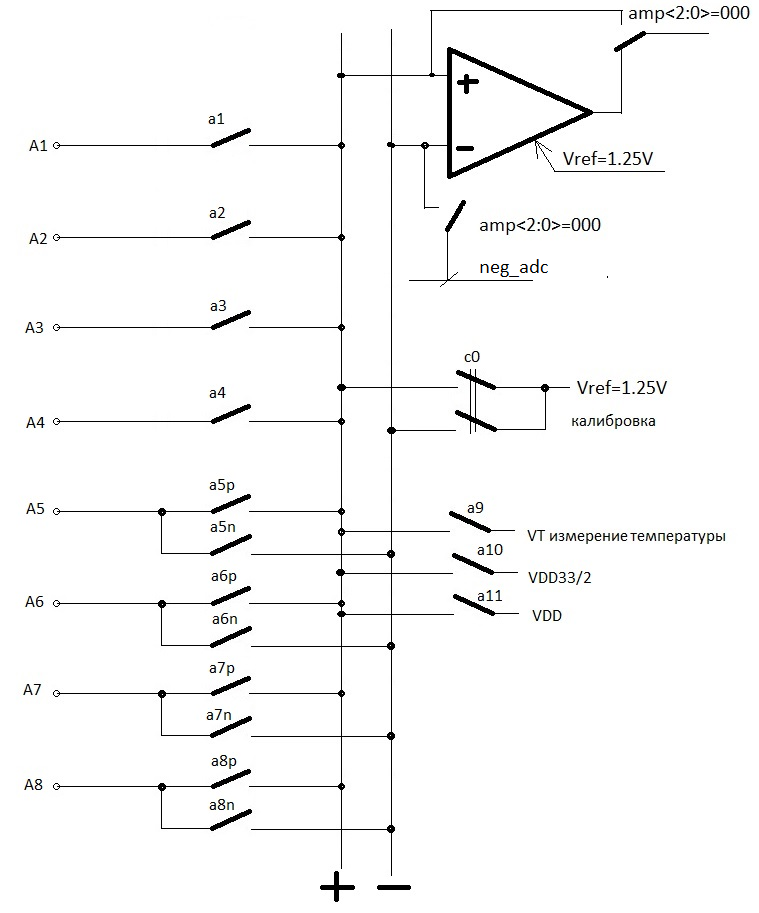 amp<2:0>=000
+
a1
A1
–
Vref=1.25V
a2
A2
amp<2:0>=000
neg_adc
a3
A3
c0
Vref=1.25V
a4
A4
калибровка
a5p
A5
a9
a5n
VT измерение температуры
a10
a6p
VDD33/2
A6
a11
a6n
VDD
a7p
A7
a7n
a8p
A8
a8n
+ –